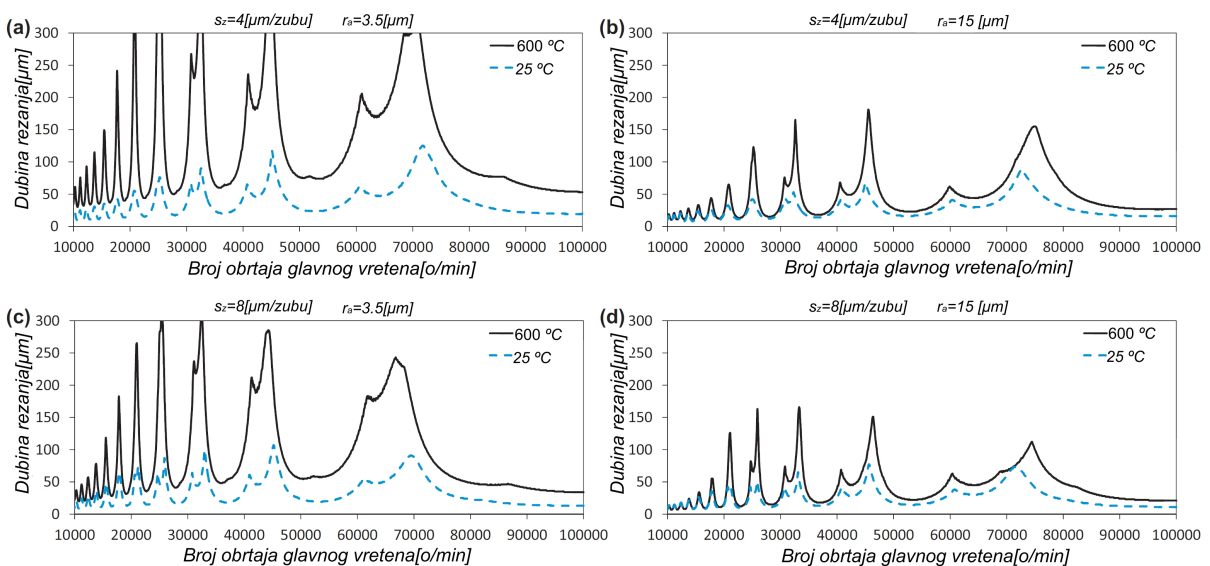 (a) sz=4[µm/zubu] ra=3.5[µm]
300
250
200
150
100
50
0
Dubina rezanja[µm]
600 ºC
25 ºC
10000 20000 30000 40000 50000 60000 70000 80000 90000 100000
Broj obrtaja glavnog vretena[o/min]
(b) sz=4[µm/zubu] ra=15 [µm]
300
250
200
150
100
50
0
Dubina rezanja[µm]
600 ºC
25 ºC
10000 20000 30000 40000 50000 60000 70000 80000 90000 100000
Broj obrtaja glavnog vretena[o/min]
(c) sz=8[µm/zubu] ra=3.5[µm]
300
250
200
150
100
50
0
Dubina rezanja[µm]
600 ºC
25 ºC
10000 20000 30000 40000 50000 60000 70000 80000 90000 100000
Broj obrtaja glavnog vretena[o/min]
(d) sz=8[µm/zubu] ra=15 [µm]
300
250
200
150
100
50
0
Dubina rezanja[µm]
600 ºC
25 ºC
10000 20000 30000 40000 50000 60000 70000 80000 90000 100000
Broj obrtaja glavnog vretena[o/min]